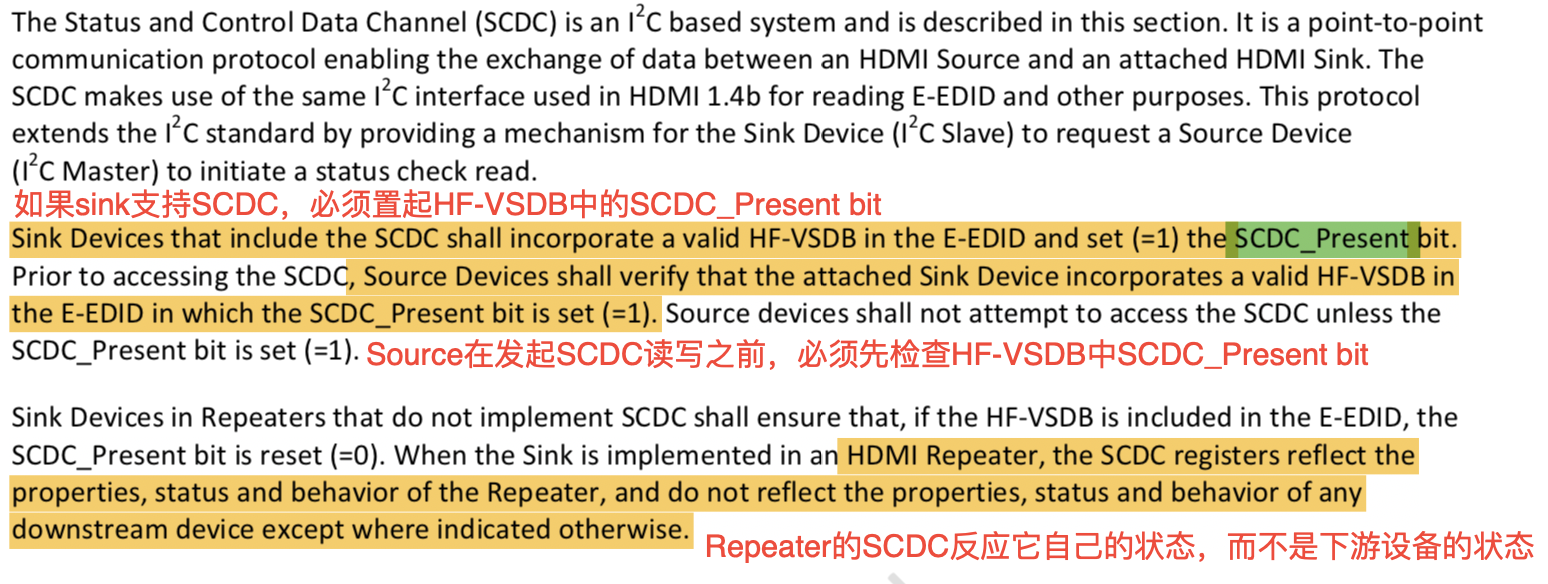 The Status and Control Data Channel (SCDC) is an I²C based system and is described in this section. It is a point-to-point
communication protocol enabling the exchange of data between an HDMI Source and an attached HDMI Sink. The
SCDC makes use of the same I²C interface used in HDMI 1.4b for reading E-EDID and other purposes. This protocol
extends the I²C standard by providing a mechanism for the Sink Device (I²C Slave) to request a Source Device
(I²C Master) to initiate a status check read.
如果sink支持SCDC，必须置起HF-VSDB中的SCDC_Present bit
Sink Devices that include the SCDC shall incorporate a valid HF-VSDB in the E-EDID and set (=1) the SCDC_Present bit.
Prior to accessing the SCDC, Source Devices shall verify that the attached Sink Device incorporates a valid HF-VSDB in
the E-EDID in which the SCDC_Present bit is set (=1). Source devices shall not attempt to access the SCDC unless the
SCDC_Present bit is set (=1). Source在发起SCDC读写之前，必须先检查HF-VSDB中SCDC_Present bit
Sink Devices in Repeaters that do not implement SCDC shall ensure that, if the HF-VSDB is included in the E-EDID, the
SCDC_Present bit is reset (=0). When the Sink is implemented in an HDMI Repeater, the SCDC registers reflect the
properties, status and behavior of the Repeater, and do not reflect the properties, status and behavior of any
downstream device except where indicated otherwise.
Repeater的SCDC反应它自己的状态，而不是下游设备的状态